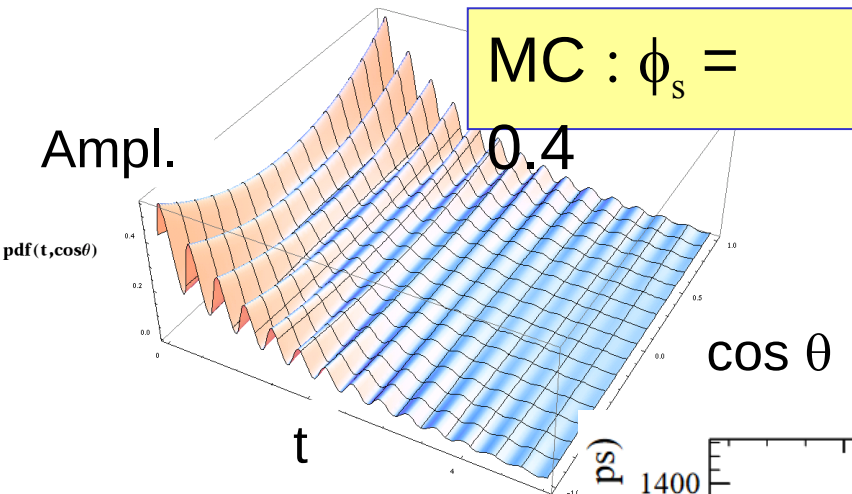 MC : ϕs =
0.4
Ampl.
pdf(t,cosθ)
0.4
0.2
0.0
0
t
4
1.0
0.5
0.0
cos θ
ps)
1400